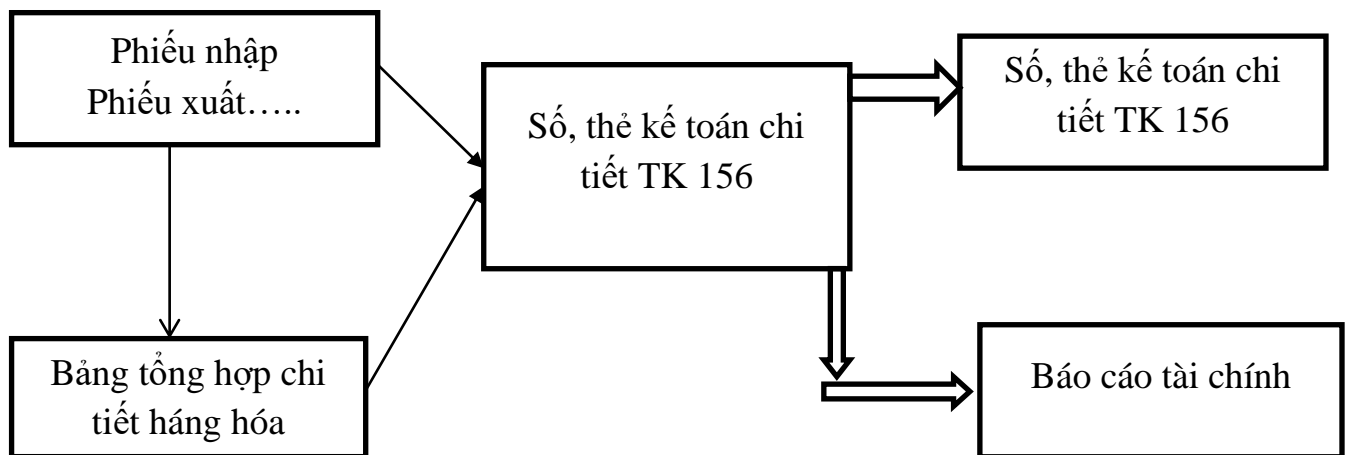 Phiếu nhập
Phiếu xuất…..
Số, thẻ kế toán chi
tiết TK 156
Số, thẻ kế toán chi
tiết TK 156
Bảng tổng hợp chi
tiết háng hóa
Báo cáo tài chính